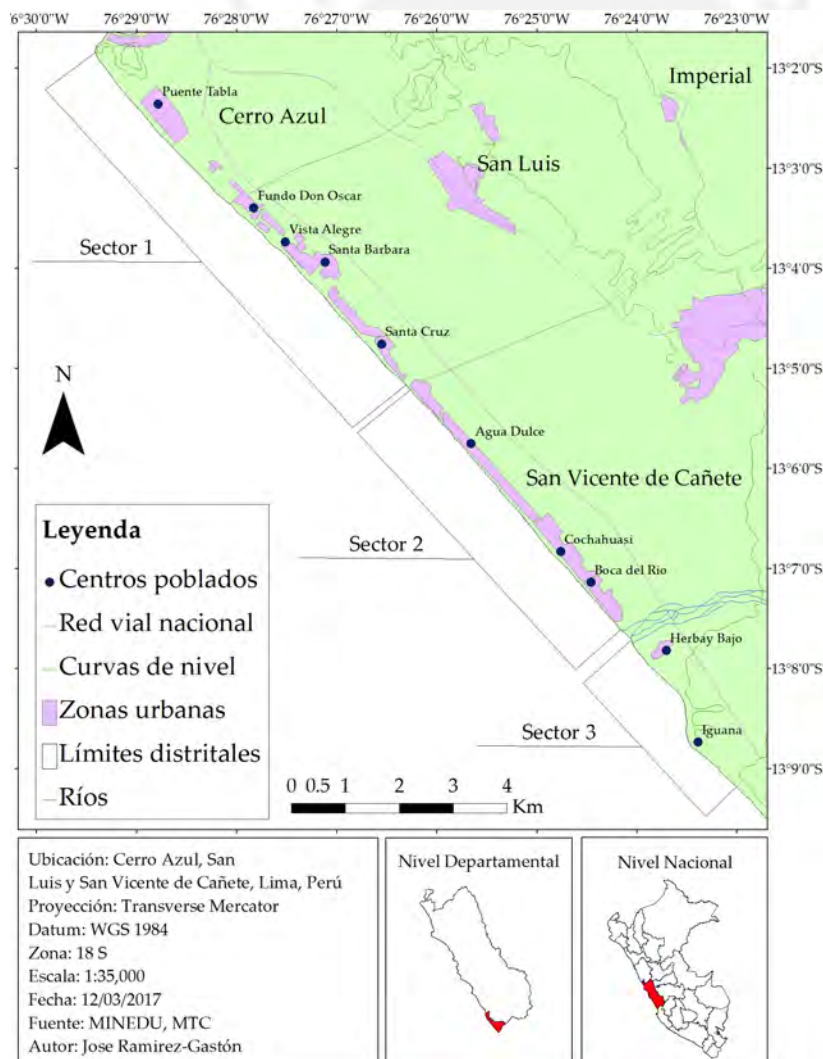 76°30'0"W 76°29'0"W 76°28'0"W 76°27'0"W 76°26'0"W 76°25'0"W 76°24'0"W 76°23'0"W
13°2'0"S
13°3'0"S
13°4'0"S
13°5'0"S
13°6'0"S
13°7'0"S
13°8'0"S
13°9'0"S
Imperial
Puente Tabla
Cerro Azul
San Luis
Fundo Don Oscar
Vista Alegre
Santa Barbara
Sector 1
Santa Cruz
N
Agua Dulce
San Vicente de Cañete
Cochahuasi
Sector 2
Boca del Rio
Herbay Bajo
Sector 3
Iguana
Leyenda
Centros poblados
Red vial nacional
Curvas de nivel
Zonas urbanas
Límites distritales
Ríos
0 0.5 1 2 3 4
Km
Ubicación: Cerro Azul, San
Luis y San Vicente de Cañete, Lima, Perú
Proyección: Transverse Mercator
Datum: WGS 1984
Zona: 18 S
Escala: 1:35,000
Fecha: 12/03/2017
Fuente: MINEDU, MTC
Autor: Jose Ramirez-Gastón
Nivel Departamental
Nivel Nacional